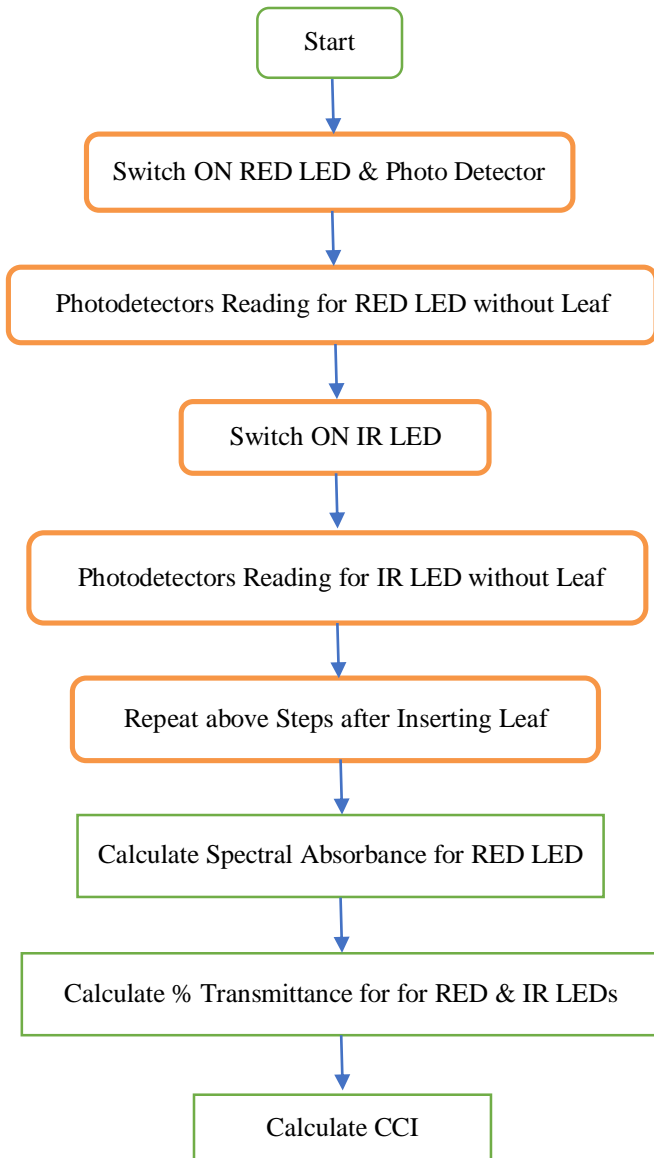 Start
Switch ON RED LED & Photo Detector
Photodetectors Reading for RED LED without Leaf
Switch ON IR LED
Photodetectors Reading for IR LED without Leaf
Repeat above Steps after Inserting Leaf
Calculate Spectral Absorbance for RED LED
Calculate % Transmittance for for RED & IR LEDs
Calculate CCI